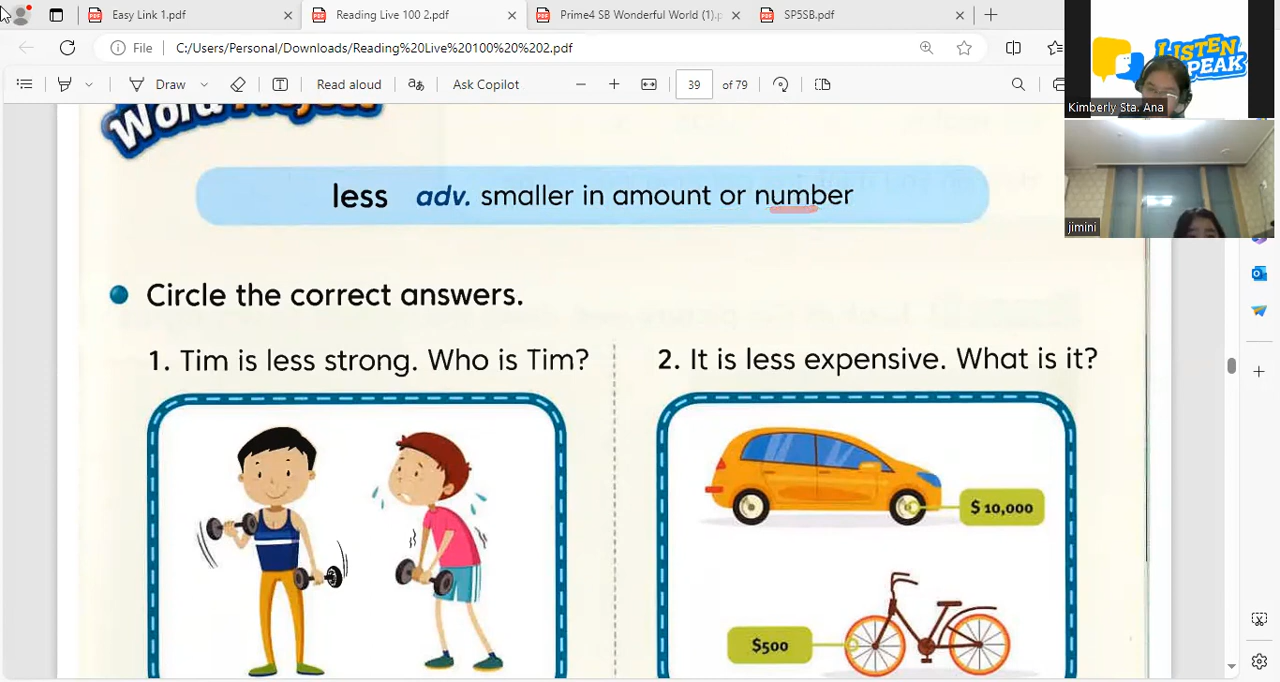 Easy Link 1.pdf
Reading Live 100 2.pdf
Prime4 SB Wonderful World (1).p
SP5SB.pdf
File
C:/Users/Personal/Downloads/Reading%20Live%20100%20%202.pdf
Draw
Read aloud
Ask Copilot
39 of 79
LISTEN
SPEAK
Kimberly Sta. Ana
jimini
Word Project
less adv. smaller in amount or number
Circle the correct answers.
1. Tim is less strong. Who is Tim?
2. It is less expensive. What is it?
$ 10,000
$500